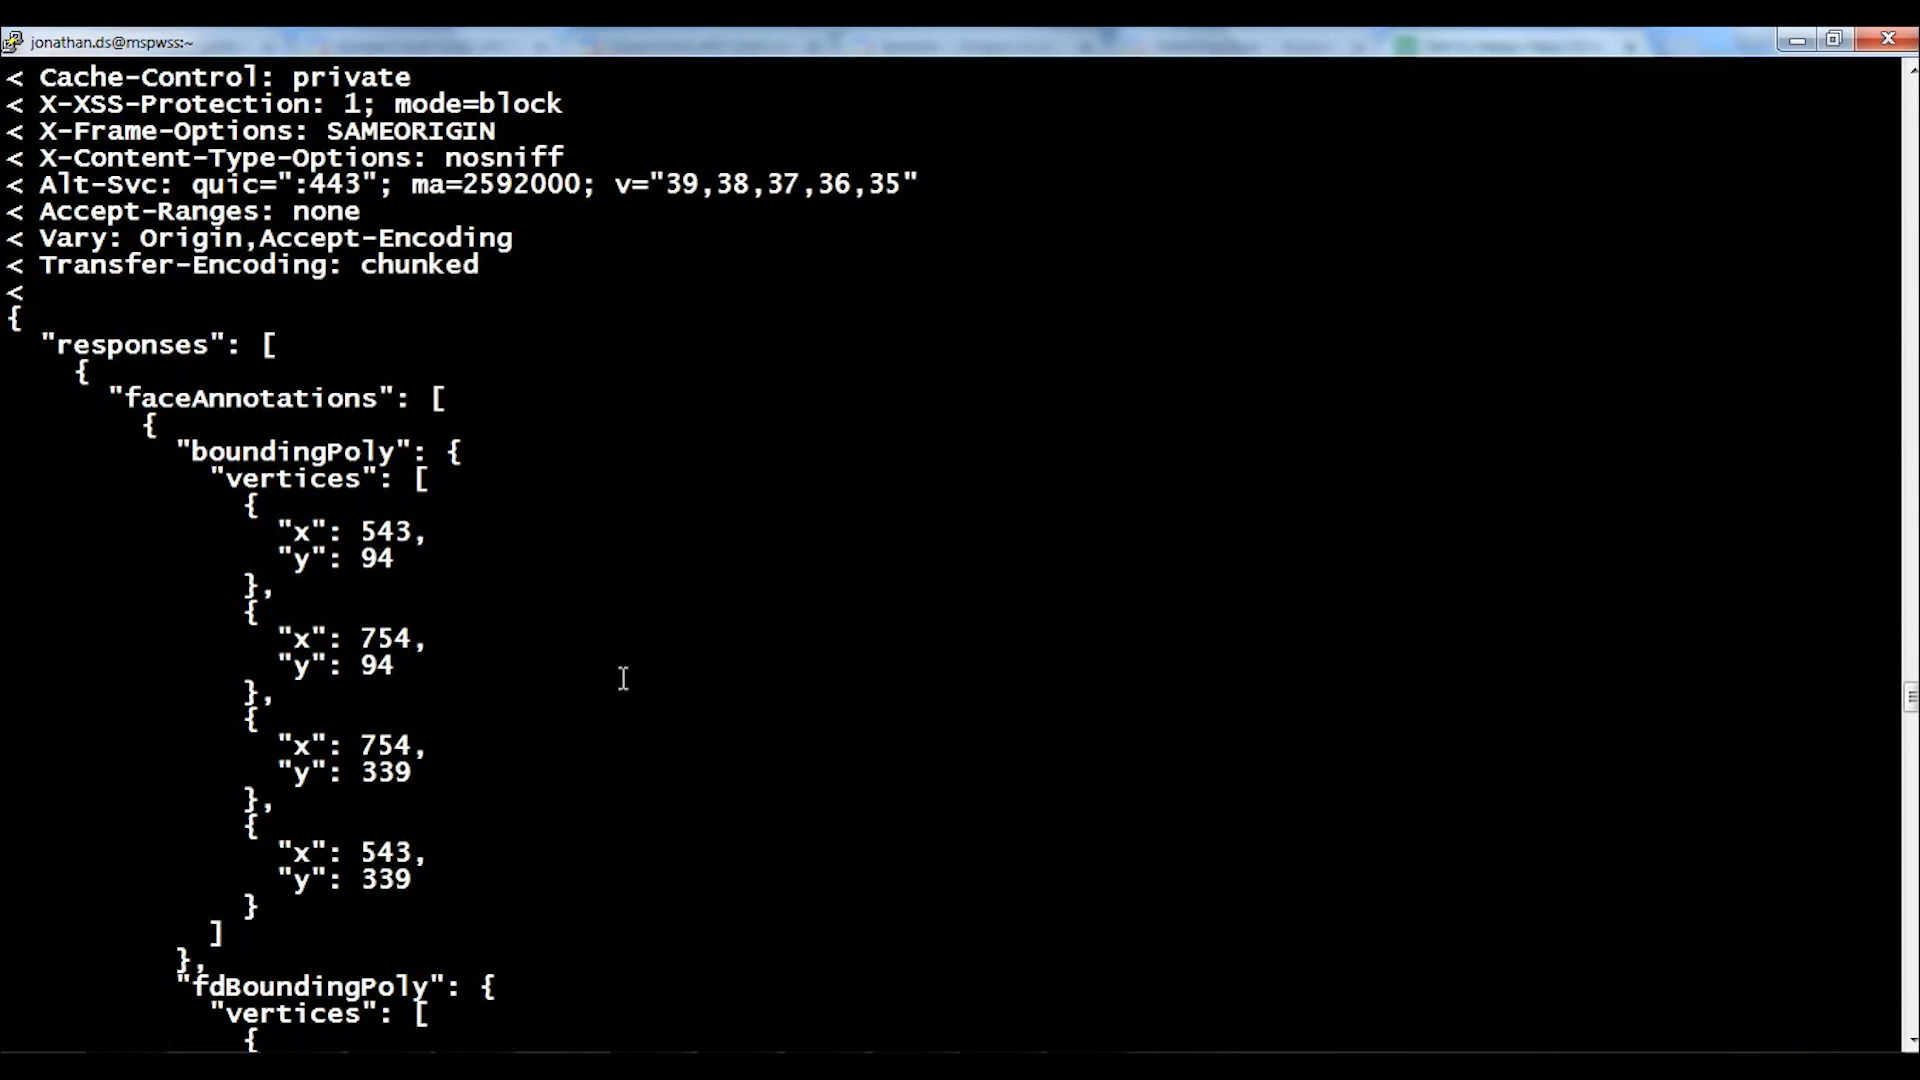 jonathan.ds@mspwss:~
< Cache-Control: private
< X-XSS-Protection: 1; mode=block
< X-Frame-Options: SAMEORIGIN
< X-Content-Type-Options: nosniff
< Alt-Svc: quic=":443"; ma=2592000; v="39,38,37,36,35"
< Accept-Ranges: none
< Vary: Origin,Accept-Encoding
< Transfer-Encoding: chunked
<
{
  "responses": [
    {
      "faceAnnotations": [
        {
          "boundingPoly": {
            "vertices": [
              {
                "x": 543,
                "y": 94
              },
              {
                "x": 754,
                "y": 94
              },
              {
                "x": 754,
                "y": 339
              },
              {
                "x": 543,
                "y": 339
              }
            ]
          },
          "fdBoundingPoly": {
            "vertices": [
              {